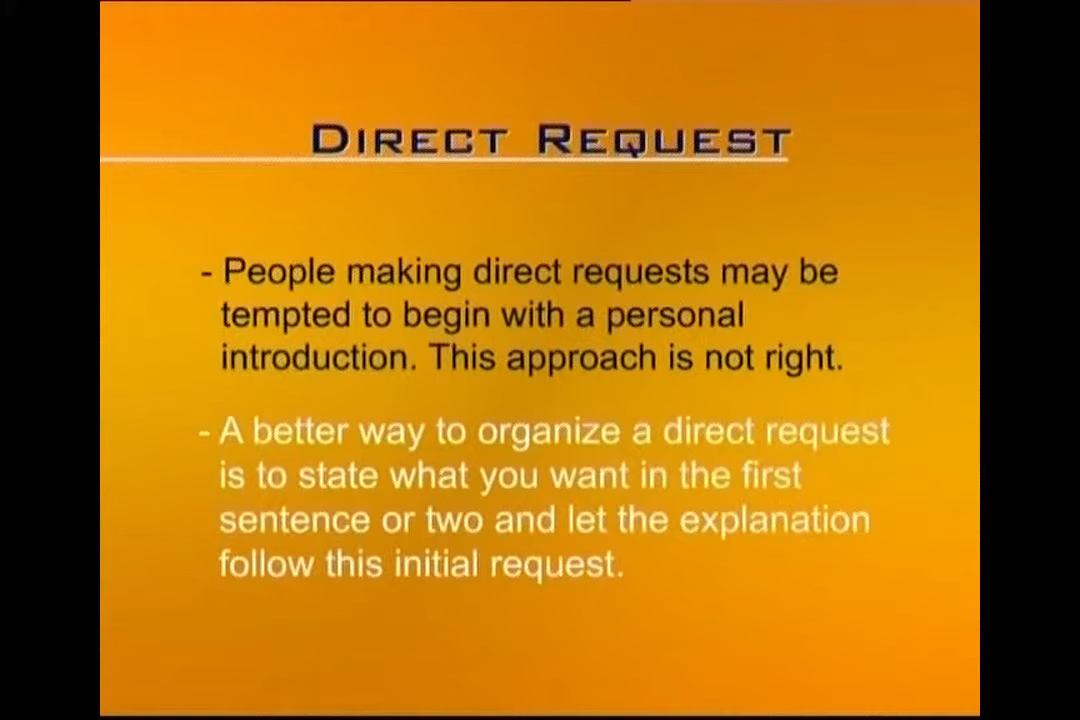 DIRECT REQUEST
- People making direct requests may be
tempted to begin with a personal
introduction. This approach is not right.
- A better way to organize a direct request
is to state what you want in the first
sentence or two and let the explanation
follow this initial request.